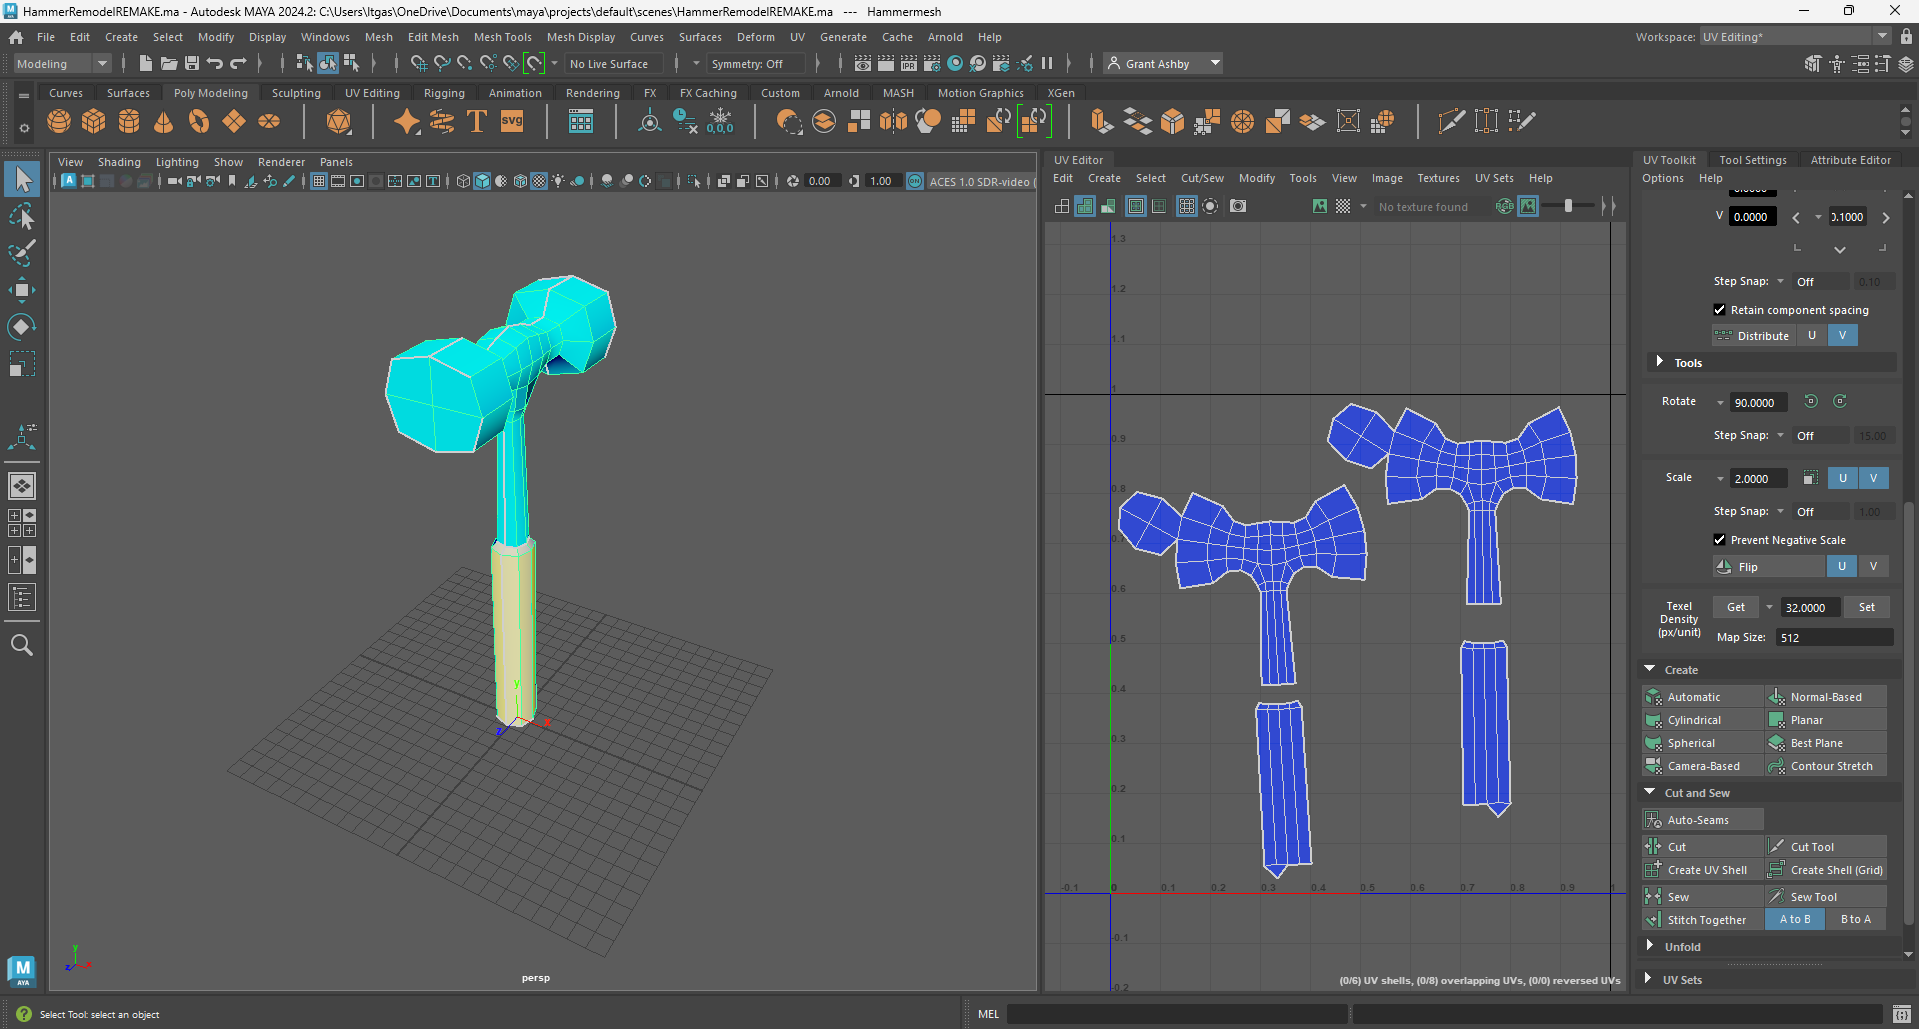 HammerRemodelREMAKE.ma - Autodesk MAYA 2024.2: C:\Users\ltgas\OneDrive\Documents\maya\projects\default\scenes\HammerRemodelREMAKE.ma --- Hammermesh
File Edit Create Select Modify Display Windows Mesh Edit Mesh Mesh Tools Mesh Display Curves Surfaces Deform UV Generate Cache Arnold Help
Workspace: UV Editing*
Modeling
No Live Surface
Symmetry: Off
IPR
Grant Ashby
Curves Surfaces Poly Modeling Sculpting UV Editing Rigging Animation Rendering FX FX Caching Custom Arnold MASH Motion Graphics XGen
T svg 0,0,0
View Shading Lighting Show Renderer Panels
0.00 1.00 ON ACES 1.0 SDR-video (
UV Editor
Edit Create Select Cut/Sew Modify Tools View Image Textures UV Sets Help
No texture found
RGB
1.3
1.2
1.1
1
0.9
0.8
0.7
0.6
0.5
0.4
0.3
0.2
0.1
-0.1 0 0.1 0.2 0.3 0.4 0.5 0.6 0.7 0.8 0.9 1
-0.1
-0.2
(0/6) UV shells, (0/8) overlapping UVs, (0/0) reversed UVs
y
x
z
y
z x
persp
UV Toolkit Tool Settings Attribute Editor
Options Help
V 0.0000 0.1000
Step Snap: Off 0.10
Retain component spacing
Distribute U V
Tools
Rotate 90.0000
Step Snap: Off 15.00
Scale 2.0000 U V
Step Snap: Off 1.00
Prevent Negative Scale
Flip U V
Texel Density (px/unit) Get 32.0000 Set
Map Size: 512
Create
Automatic Normal-Based
Cylindrical Planar
Spherical Best Plane
Camera-Based Contour Stretch
Cut and Sew
Auto-Seams
Cut Cut Tool
Create UV Shell Create Shell (Grid)
Sew Sew Tool
Stitch Together A to B B to A
Unfold
UV Sets
M
AYA
Select Tool: select an object
MEL